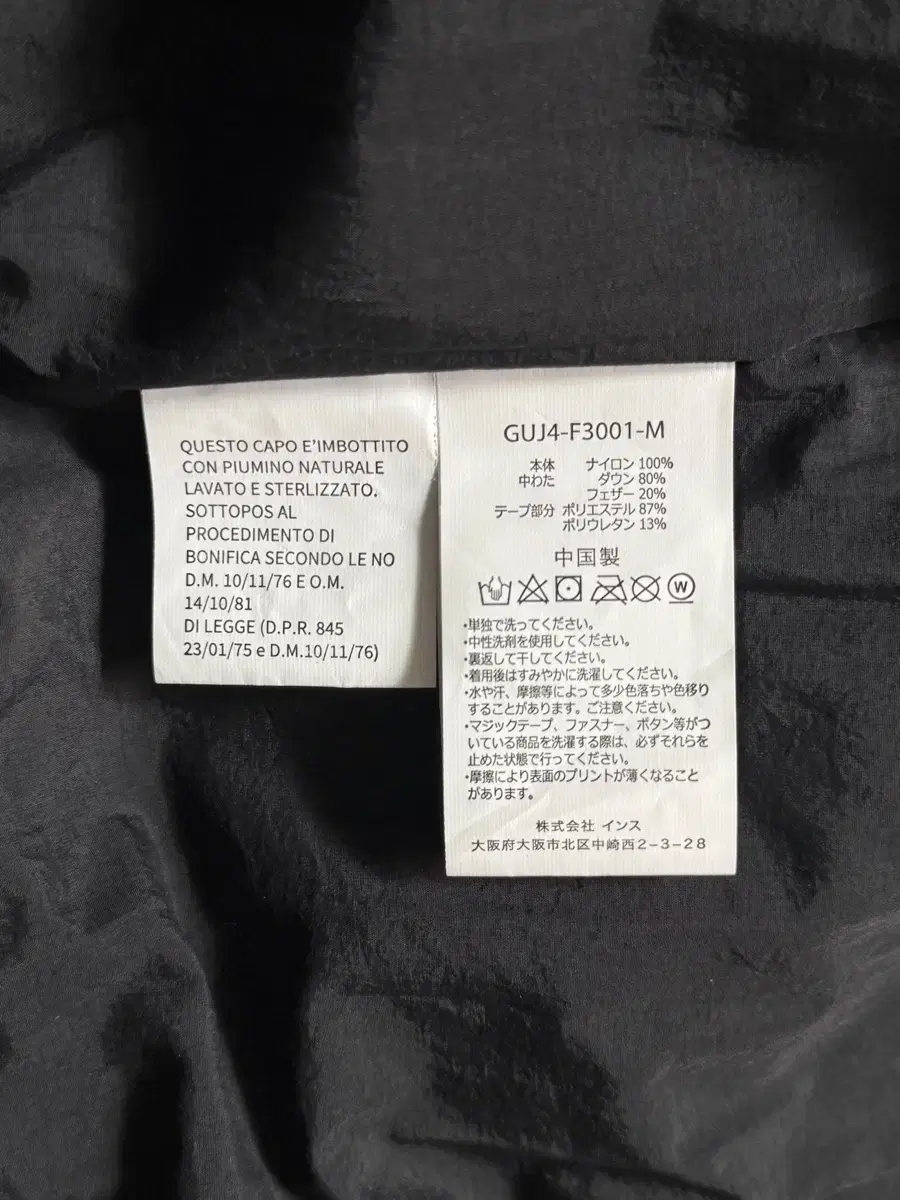 QUESTO CAPO E'IMBOTTITO
CON PIUMINO NATURALE
LAVATO E STERLIZZATO.
SOTTOPOS AL
PROCEDIMENTO DI
BONIFICA SECONDO LE NO
D.M. 10/11/76 E O.M.
14/10/81
DI LEGGE (D.P.R. 845
23/01/75 e D.M.10/11/76)
GUJ4-F3001-M
本体 ナイロン 100%
中わた ダウン 80%
フェザー 20%
テープ部分 ポリエステル 87%
ポリウレタン 13%
中国製
W
・単独で洗ってください。
・中性洗剤を使用してください。
・裏返して干してください。
・着用後はすみやかに洗濯してください。
・水や汗、摩擦等によって多少色落ちや色移り
することがあります。ご注意ください。
・マジックテープ、ファスナー、ボタン等がつ
いている商品を洗濯する際は、必ずそれらを
止めた状態で行ってください。
・摩擦により表面のプリントが薄くなること
があります。
株式会社 インス
大阪府大阪市北区中崎西2-3-28